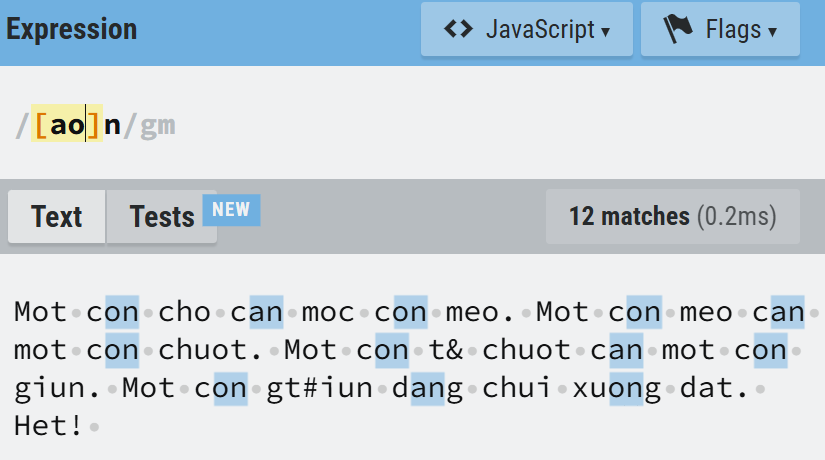 Expression
<> JavaScript ▾
Flags ▾
/[ao]n/gm
Text
Tests
NEW
12 matches (0.2ms)
Mot·con·cho·can·moc·con·meo.·Mot·con·meo·can·
mot·con·chuot.·Mot·con·t&·chuot·can·mot·con·
giun.·Mot·con·gt#iun·dang·chui·xuong·dat.·
Het!·